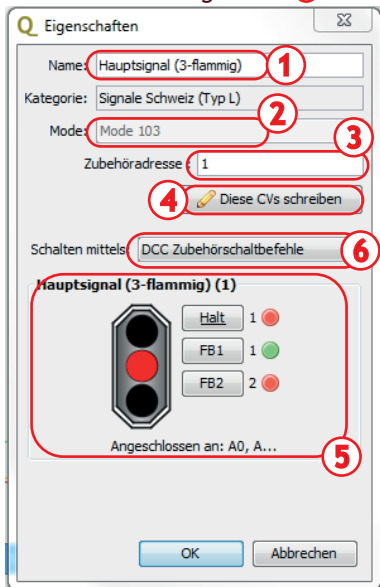 Eigenschaften
Name: Hauptsignal (3-flammig) 1
Kategorie: Signale Schweiz (Typ L)
2
Mode: Mode 103
3
Zubehöradresse : 1
4 Diese CVs schreiben
Schalten mittels: DCC Zubehörschaltbefehle 6
Hauptsignal (3-flammig) (1)
Halt 1
FB1 1
FB2 2
Angeschlossen an: A0, A...
5
OK Abbrechen